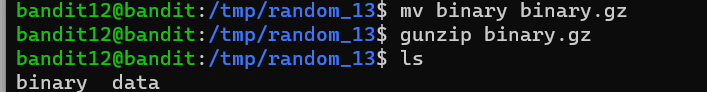 bandit12@bandit:/tmp/random_13$ mv binary binary.gz
bandit12@bandit:/tmp/random_13$ gunzip binary.gz
bandit12@bandit:/tmp/random_13$ ls
binary  data